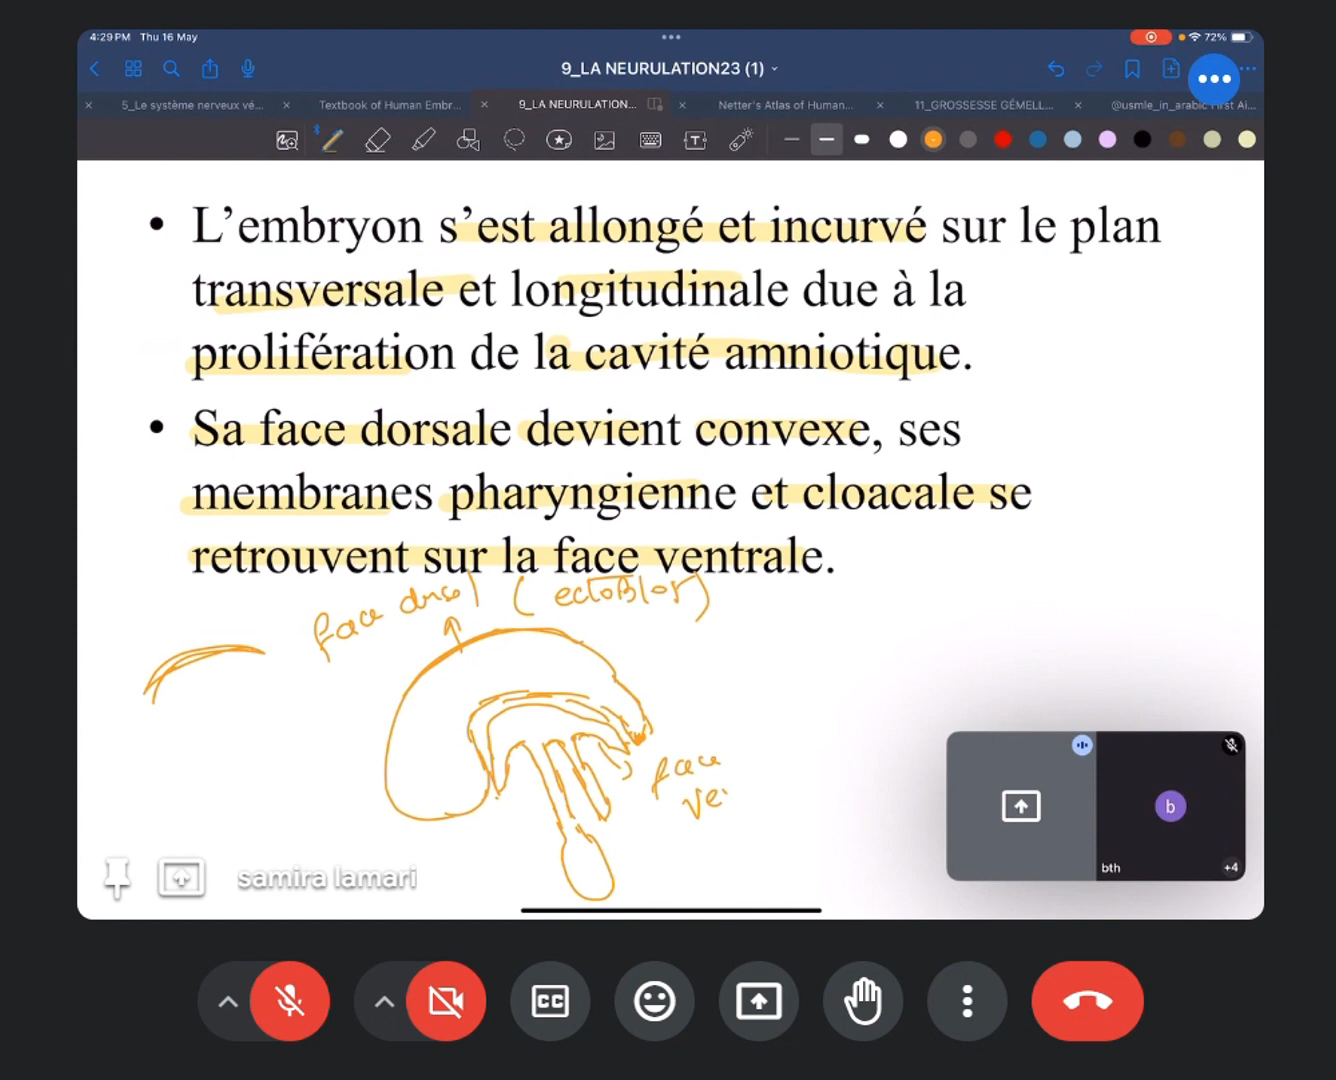 4:29 PM Thu 16 May
72%
9_LA NEURULATION23 (1)
5_Le système nerveux vé...
Textbook of Human Embr...
9_LA NEURULATION...
Netter's Atlas of Human...
11_GROSSESSE GÉMELL...
@usmle_in_arabic First Ai...
• L'embryon s'est allongé et incurvé sur le plan
transversale et longitudinale due à la
prolifération de la cavité amniotique.
• Sa face dorsale devient convexe, ses
membranes pharyngienne et cloacale se
retrouvent sur la face ventrale.
face dorsal (ectoBlas)
face
ve
samira lamari
b
bth
+4
CC